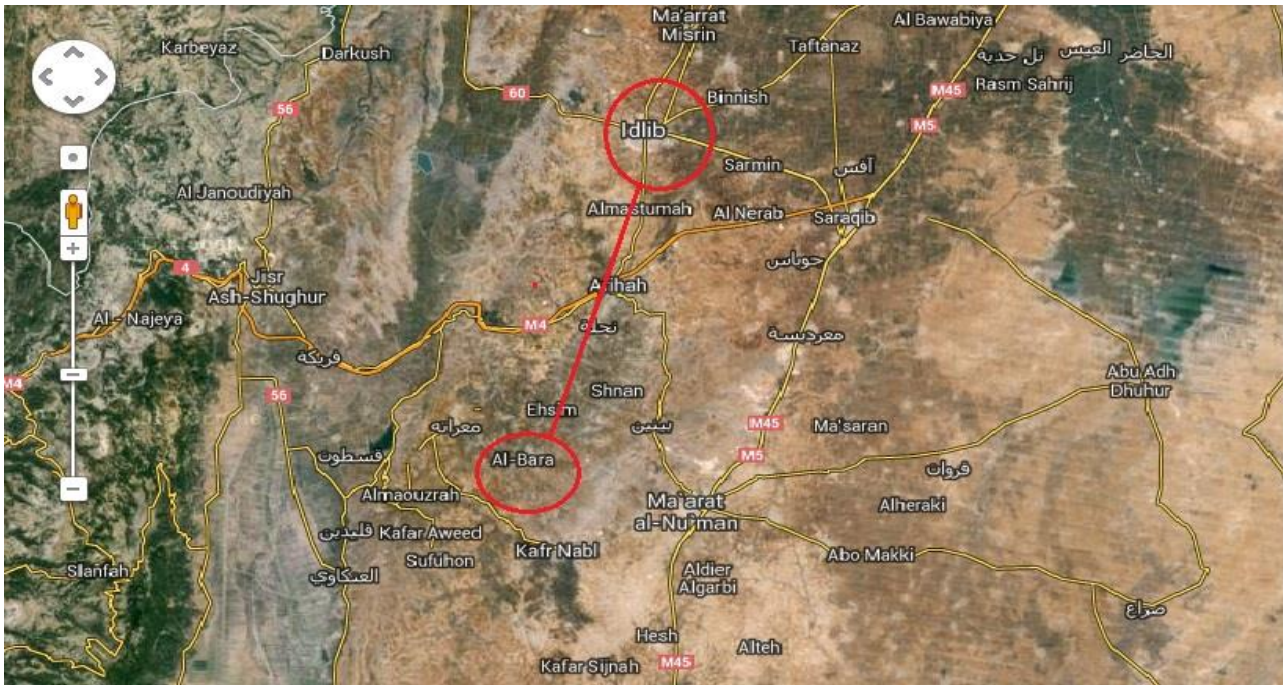 Ma'arrat
Misrin
Al Bawabiya
Karbeyaz
Darkush
Taftanaz
تل حدية
العيس
الحاضر
Rasm Sahrij
60
Binnish
M45
56
M5
Idlib
Sarmin
آفس
Al Janoudiyah
Almastumah
Al Nerab
Saraqib
جوباس
4
Jisr
Ash-Shughur
Arihah
Al - Najeya
M4
نحلة
معردبسة
فريكة
M4
Abu Adh
Dhuhur
56
Shnan
Ehsim
معراته
بينين
M45
Ma'saran
قسطون
Al-Bara
M5
فروان
Almaouzrah
Ma'arat
al-Nu'man
Alheraki
قليدين
Kafar Aweed
Kafr Nabl
Sufuhon
Abo Makki
Slanfah
العنكاوي
Aldier
Algarbi
صراع
Hesh
Alteh
Kafar Sijnah
M45